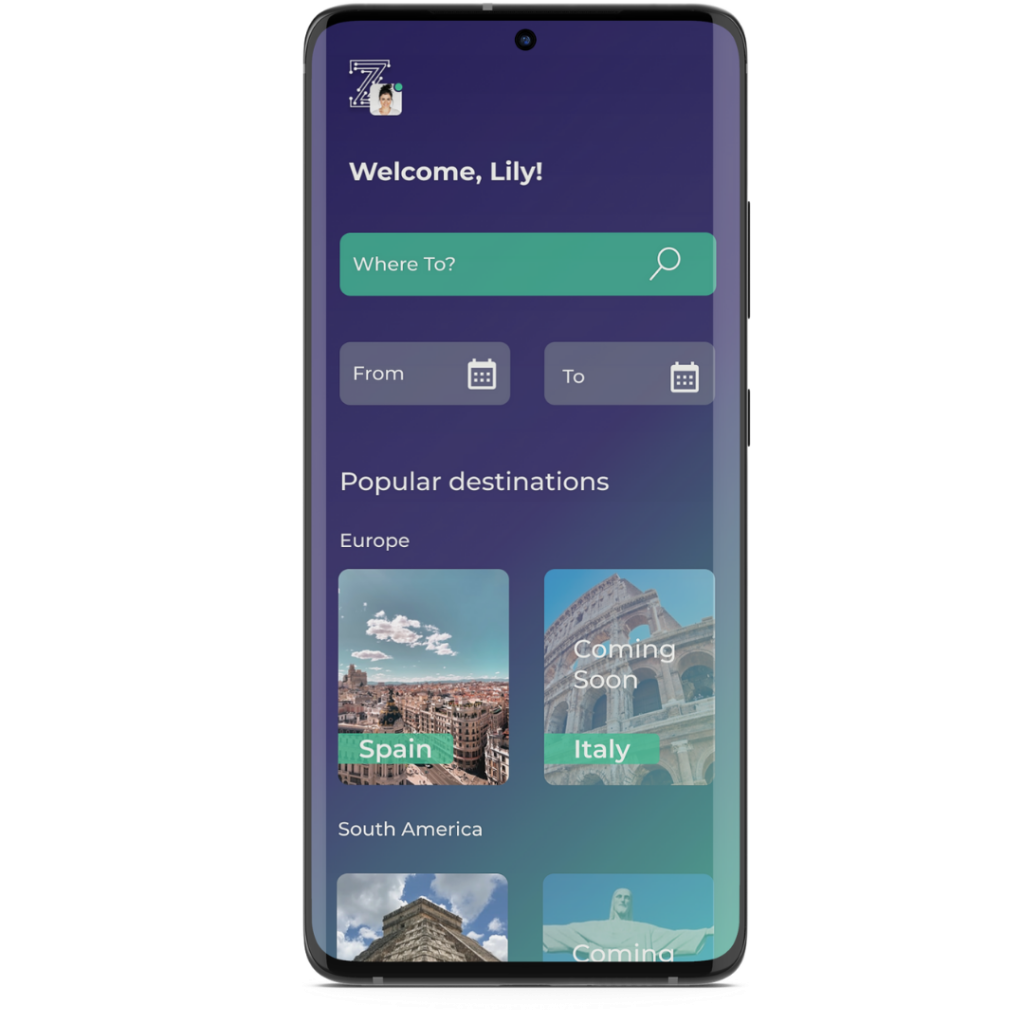 Z
Welcome, Lily!
Where To?
From
To
Popular destinations
Europe
Coming
Soon
Spain
Italy
South America
Coming